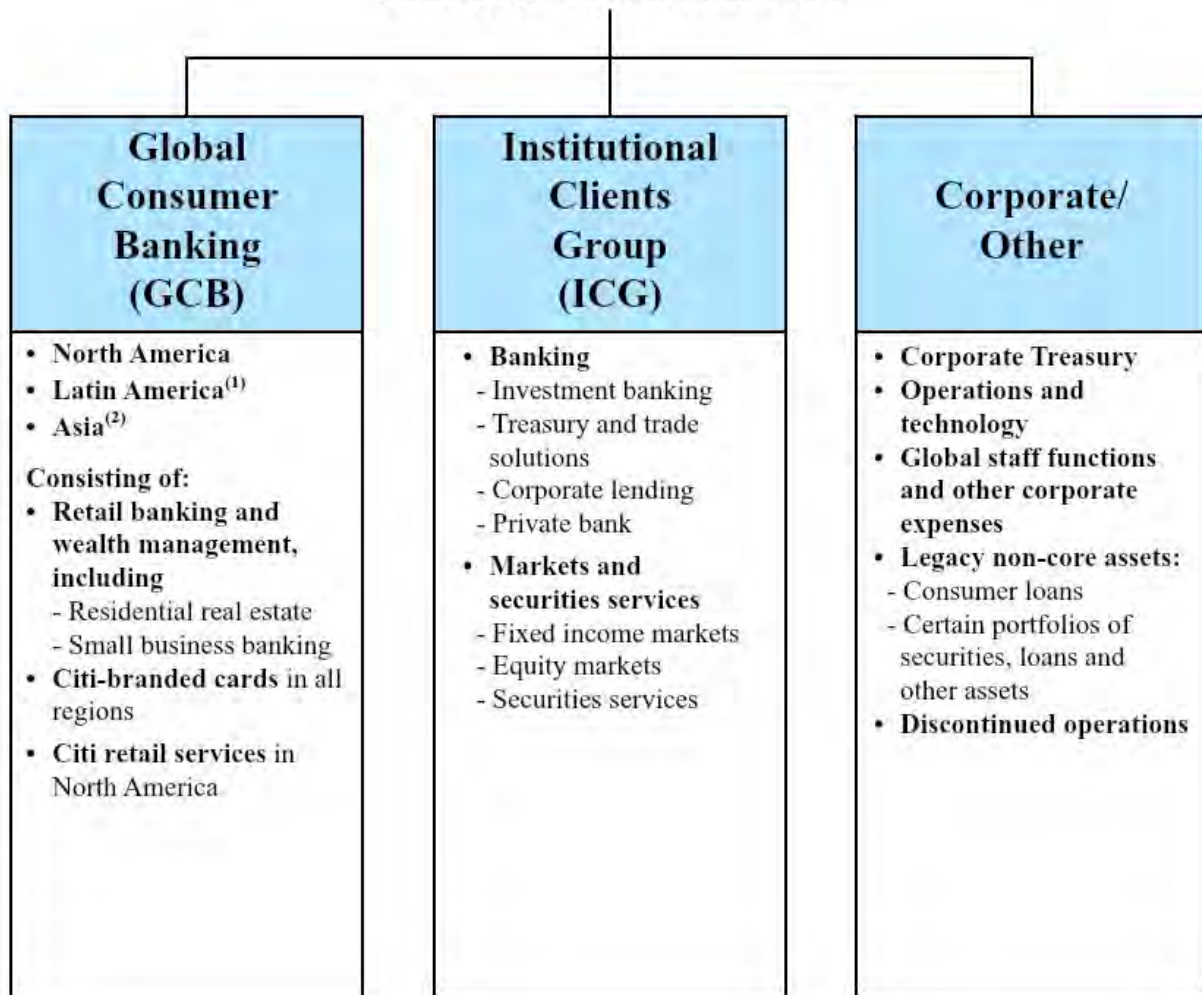 Global
Consumer
Banking
(GCB)
• North America
• Latin America(1)
• Asia(2)
Consisting of:
• Retail banking and
wealth management,
including
- Residential real estate
- Small business banking
• Citi-branded cards in all
regions
• Citi retail services in
North America
Institutional
Clients
Group
(ICG)
• Banking
- Investment banking
- Treasury and trade
solutions
- Corporate lending
- Private bank
• Markets and
securities services
- Fixed income markets
- Equity markets
- Securities services
Corporate/
Other
• Corporate Treasury
• Operations and
technology
• Global staff functions
and other corporate
expenses
• Legacy non-core assets:
- Consumer loans
- Certain portfolios of
securities, loans and
other assets
• Discontinued operations